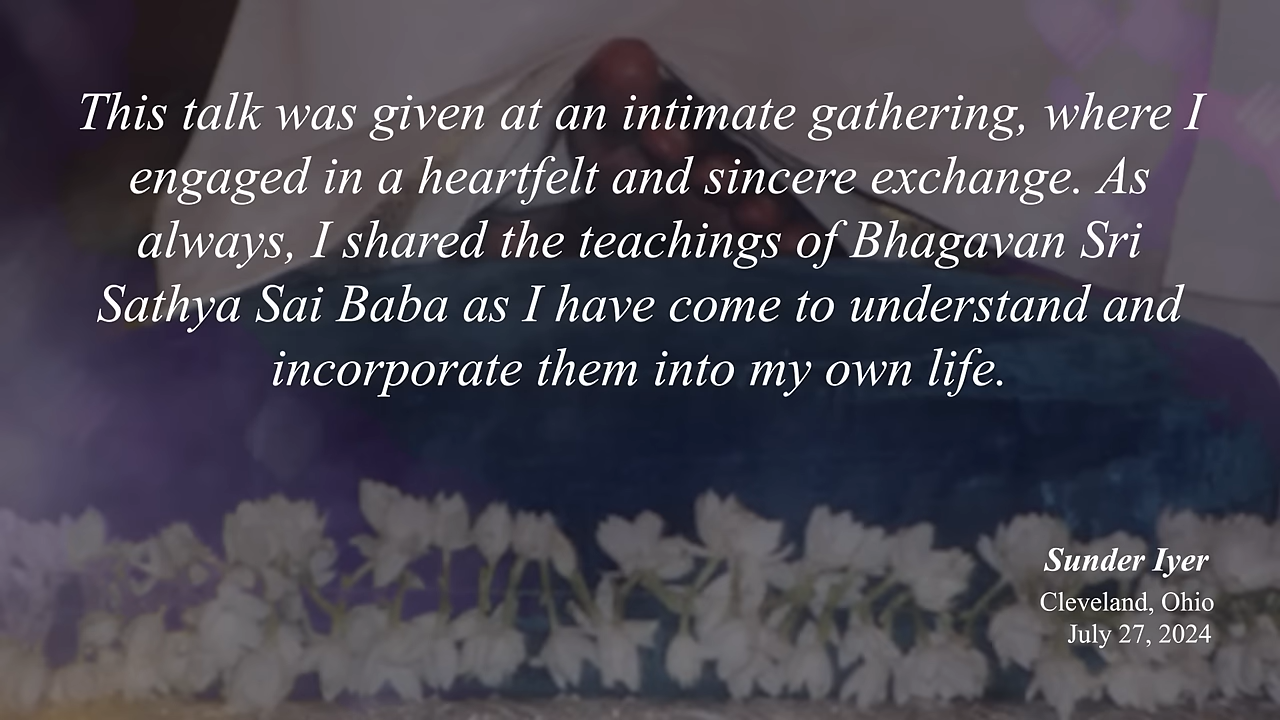 This talk was given at an intimate gathering, where I
engaged in a heartfelt and sincere exchange. As
always, I shared the teachings of Bhagavan Sri
Sathya Sai Baba as I have come to understand and
incorporate them into my own life.
Sunder Iyer
Cleveland, Ohio
July 27, 2024